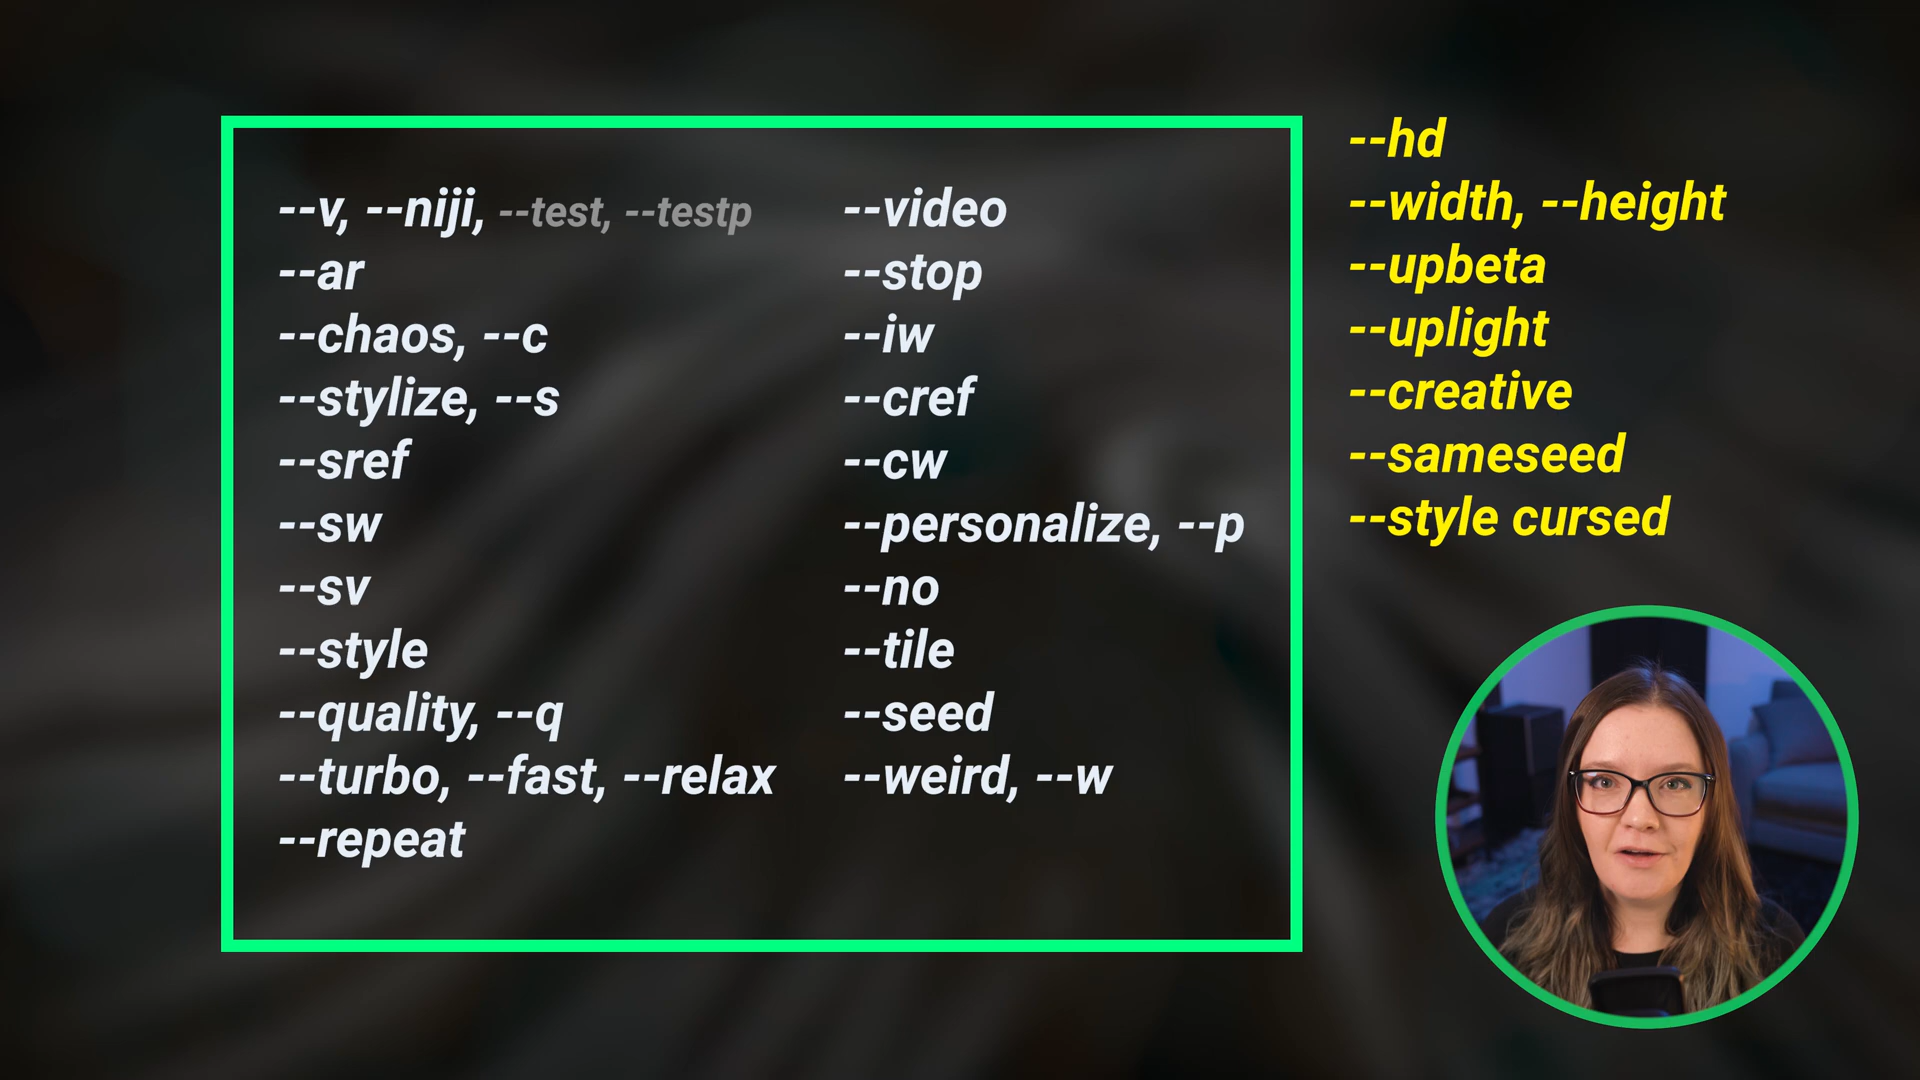 --v, --niji, --test, --testp
--ar
--chaos, --c
--stylize, --s
--sref
--sw
--sv
--style
--quality, --q
--turbo, --fast, --relax
--repeat
--video
--stop
--iw
--cref
--cw
--personalize, --p
--no
--tile
--seed
--weird, --w
--hd
--width, --height
--upbeta
--uplight
--creative
--sameseed
--style cursed